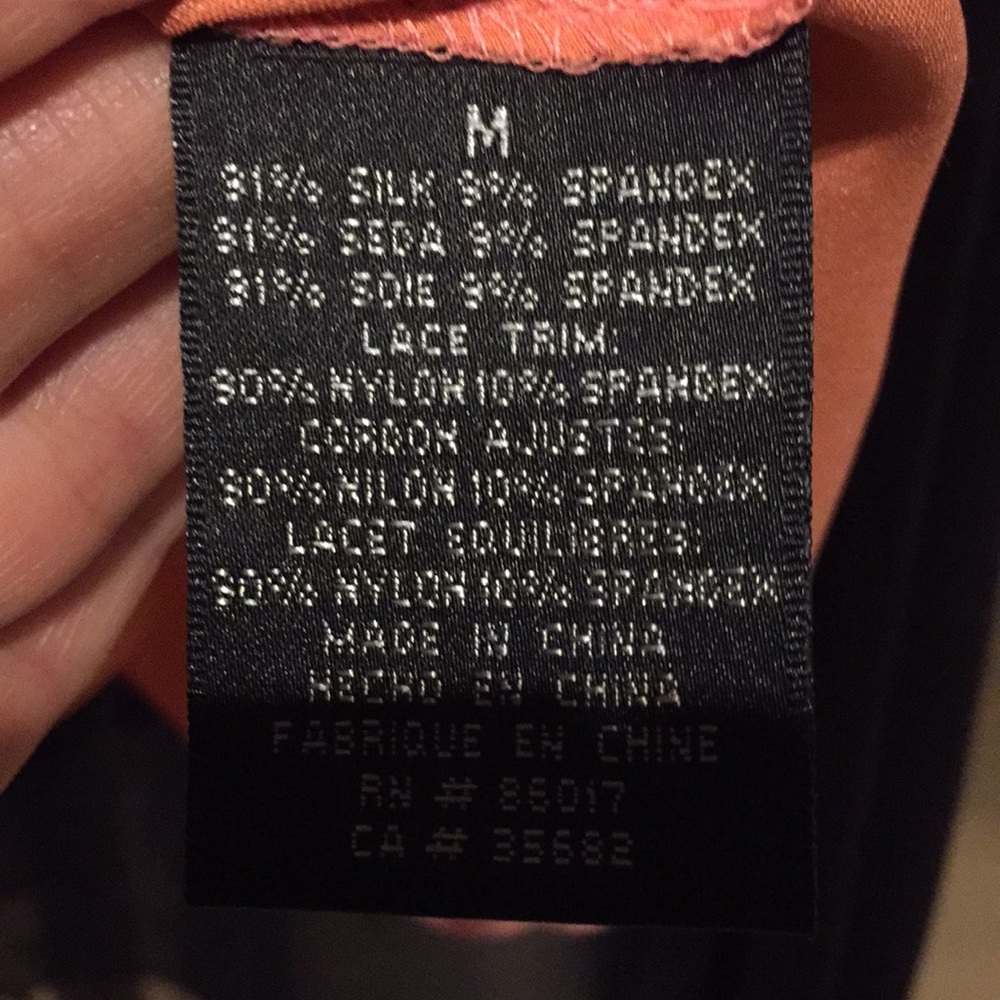 M
91% SILK 9% SPANDEX
91% SEDA 9% SPANDEX
91% SOIE 9% SPANDEX
LACE TRIM:
90% NYLON 10% SPANDEX
CORDON AJUSTES:
90% NILON 10% SPANDEX
LACET EQUILIBRES:
90% NYLON 10% SPANDEX
MADE IN CHINA
HECHO EN CHINA
FABRIQUE EN CHINE
RN # 86017
CA # 35682